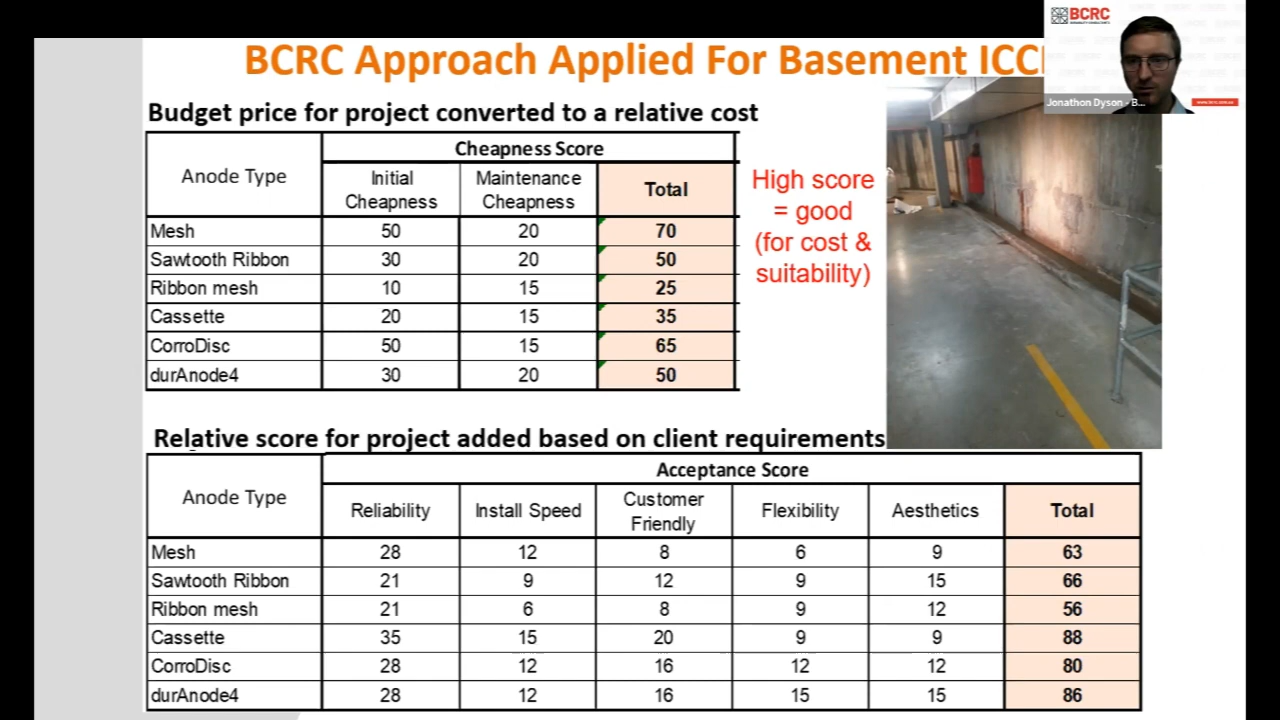 BCRC
BCRC Approach Applied For Basement ICC
Jonathon Dyson - B...
www.bcrc.com.au
Budget price for project converted to a relative cost
Anode Type Cheapness Score
Initial Cheapness Maintenance Cheapness Total
Mesh 50 20 70
Sawtooth Ribbon 30 20 50
Ribbon mesh 10 15 25
Cassette 20 15 35
CorroDisc 50 15 65
durAnode4 30 20 50
High score
= good
(for cost &
suitability)
Relative score for project added based on client requirements
Anode Type Acceptance Score
Reliability Install Speed Customer Friendly Flexibility Aesthetics Total
Mesh 28 12 8 6 9 63
Sawtooth Ribbon 21 9 12 9 15 66
Ribbon mesh 21 6 8 9 12 56
Cassette 35 15 20 9 9 88
CorroDisc 28 12 16 12 12 80
durAnode4 28 12 16 15 15 86